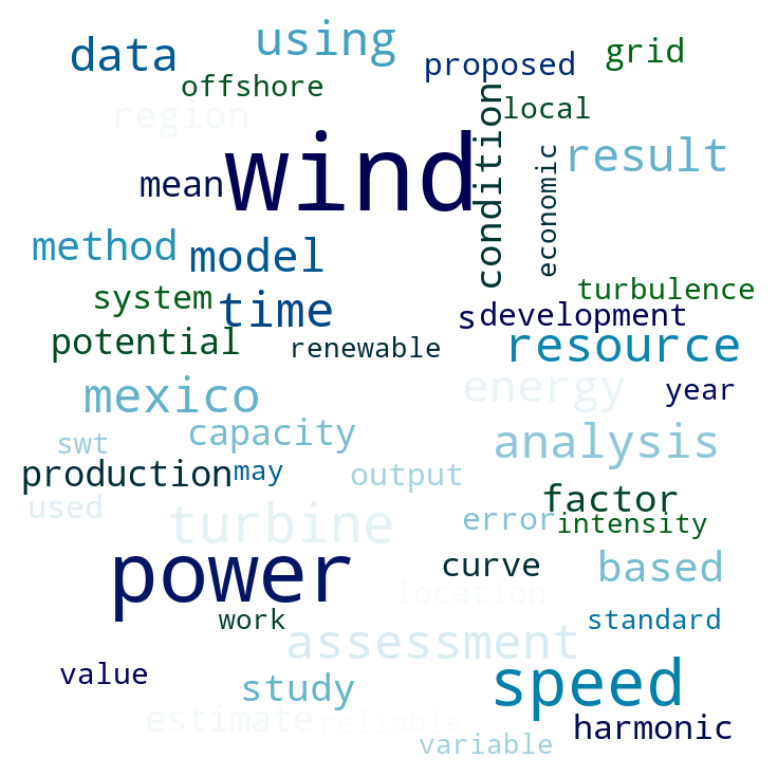 using
data
proposed
grid
offshore
region
local
condition
economic
result
mean
wind
method
model
system
time
turbulence
s
development
potential
renewable
resource
mexico
energy
year
swt
capacity
analysis
production
may
output
used
turbine
factor
error
intensity
power
curve
based
location
work
standard
assessment
value
study
speed
estimate
reliable
harmonic
variable